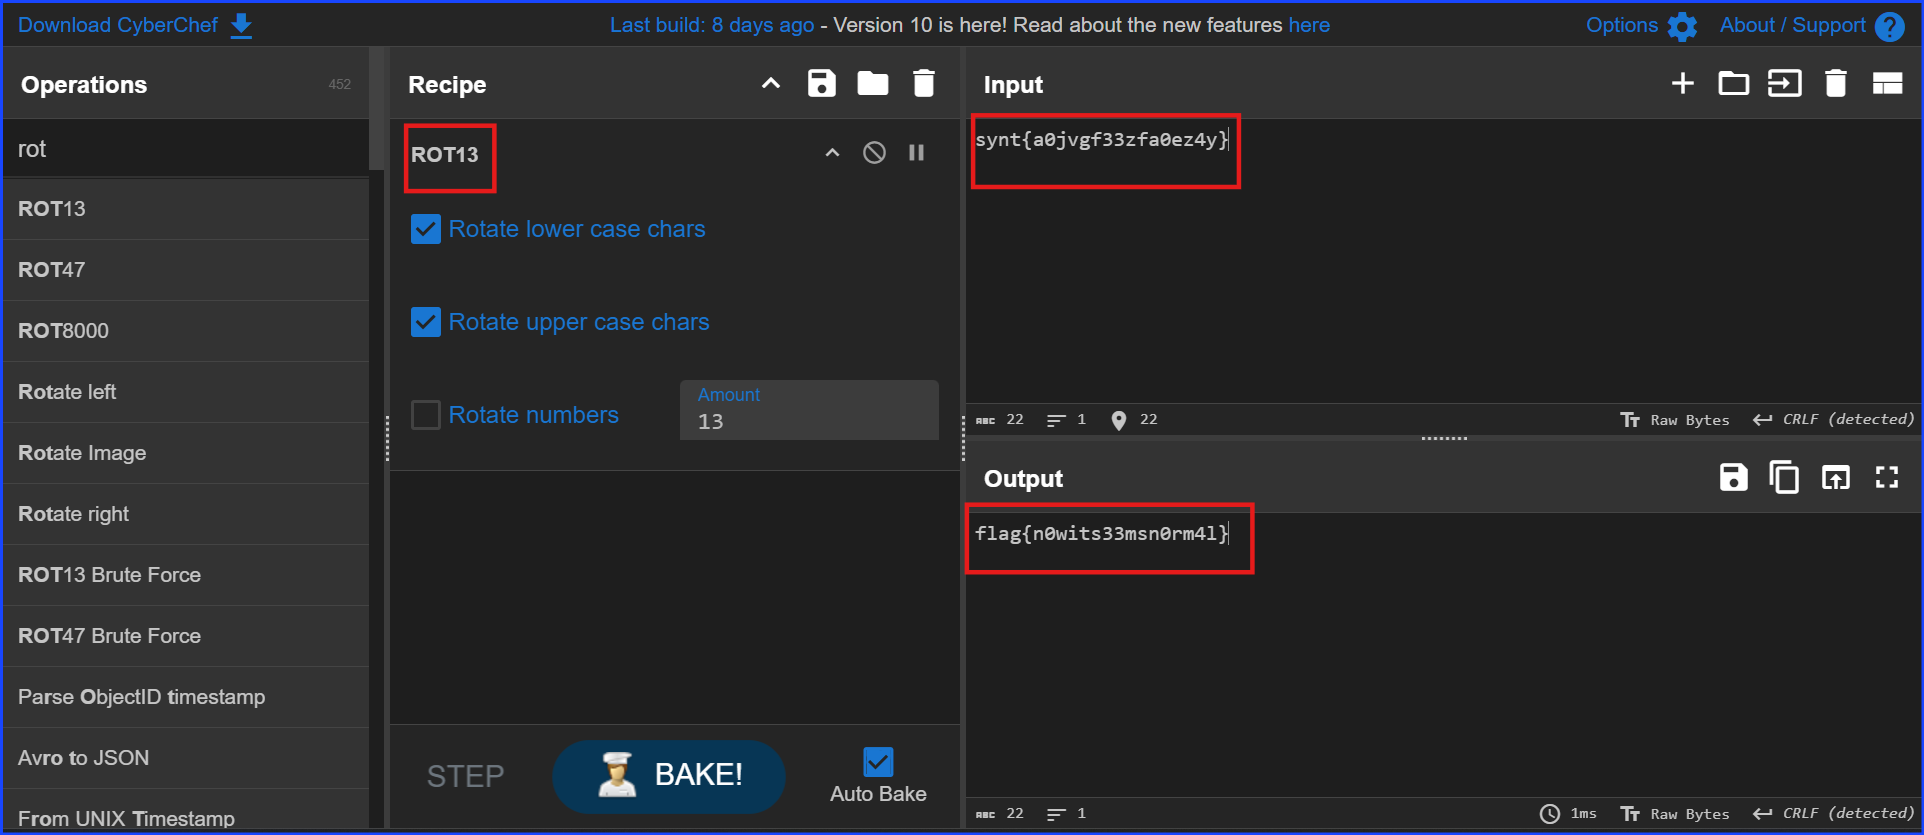 Download CyberChef
Last build: 8 days ago - Version 10 is here! Read about the new features here
Options
About / Support
?
Operations
452
rot
ROT13
ROT47
ROT8000
Rotate left
Rotate Image
Rotate right
ROT13 Brute Force
ROT47 Brute Force
Parse ObjectID timestamp
Avro to JSON
From UNIX Timestamp
Recipe
ROT13
Rotate lower case chars
Rotate upper case chars
Rotate numbers
Amount
13
STEP
BAKE!
Auto Bake
Input
synt{a0jvgf33zfa0ez4y}
ABC 22 1 22
Tт Raw Bytes CRLF (detected)
Output
flag{n0wits33msn0rm4l}
ABC 22 1
1ms Tт Raw Bytes CRLF (detected)